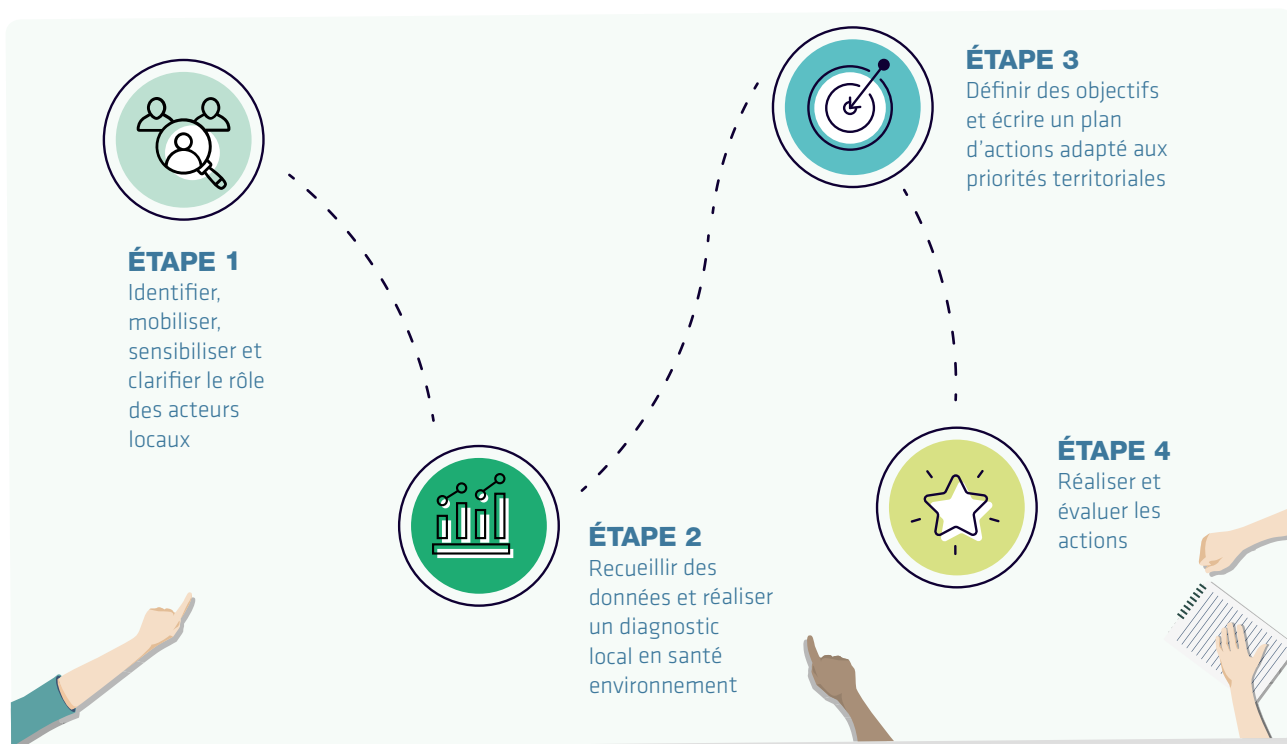 ÉTAPE 1
Identifier,
mobiliser,
sensibiliser et
clarifier le rôle
des acteurs
locaux
ÉTAPE 2
Recueillir des
données et réaliser
un diagnostic
local en santé
environnement
ÉTAPE 3
Définir des objectifs
et écrire un plan
d’actions adapté aux
priorités territoriales
ÉTAPE 4
Réaliser et
évaluer les
actions